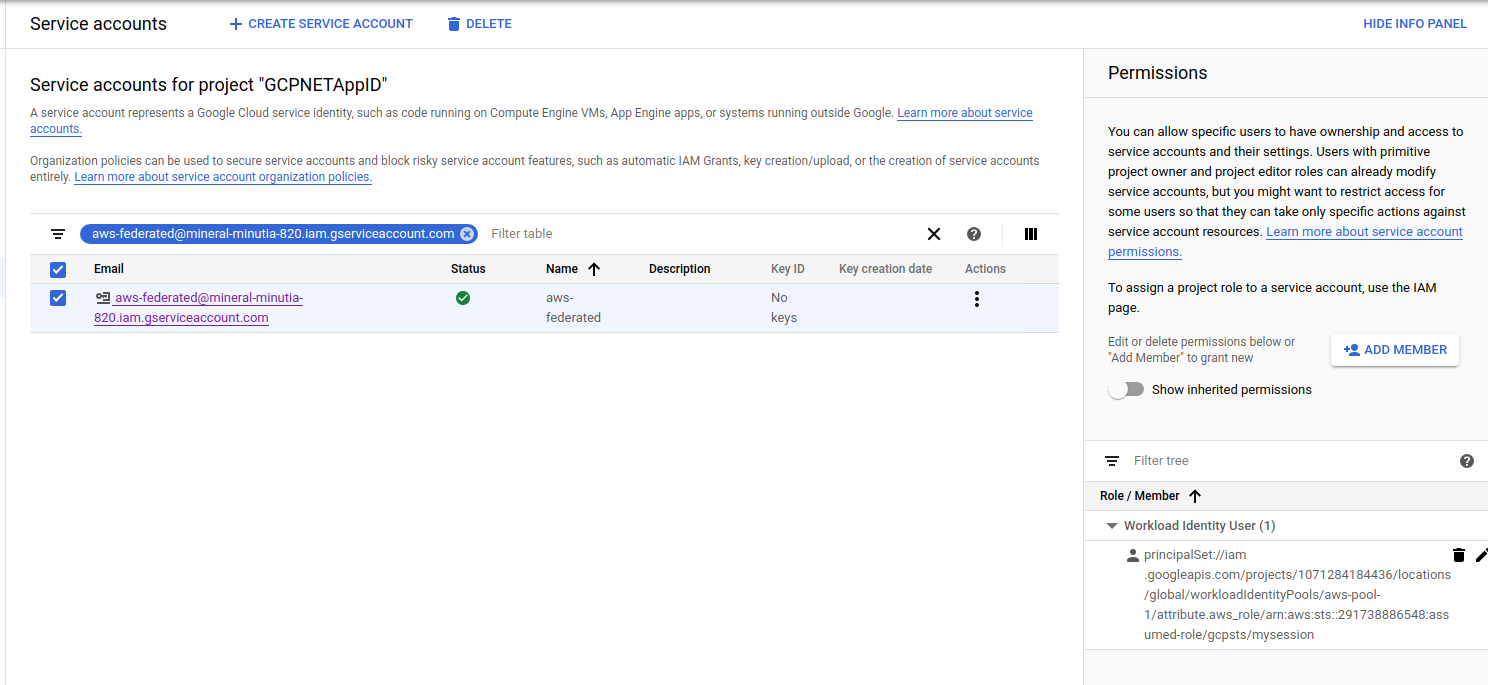 Service accounts
CREATE SERVICE ACCOUNT
DELETE
HIDE INFO PANEL
Service accounts for project "GCPNETAppID"
A service account represents a Google Cloud service identity, such as code running on Compute Engine VMs, App Engine apps, or systems running outside Google. Learn more about service
accounts.
Organization policies can be used to secure service accounts and block risky service account features, such as automatic IAM Grants, key creation/upload, or the creation of service accounts
entirely. Learn more about service account organization policies.
aws-federated@mineral-minutia-820.iam.gserviceaccount.com
Filter table
Email
Status
Name
Description
Key ID
Key creation date
Actions
aws-federated@mineral-minutia-
820.iam.gserviceaccount.com
aws-
federated
No
keys
Permissions
You can allow specific users to have ownership and access to
service accounts and their settings. Users with primitive
project owner and project editor roles can already modify
service accounts, but you might want to restrict access for
some users so that they can take only specific actions against
service account resources. Learn more about service account
permissions.
To assign a project role to a service account, use the IAM
page.
Edit or delete permissions below or
"Add Member" to grant new
ADD MEMBER
Show inherited permissions
Filter tree
Role / Member
Workload Identity User (1)
principalSet://iam
.googleapis.com/projects/1071284184436/locations
/global/workloadIdentityPools/aws-pool-
1/attribute.aws_role/arn:aws:sts::291738886548:ass
umed-role/gcpsts/mysession